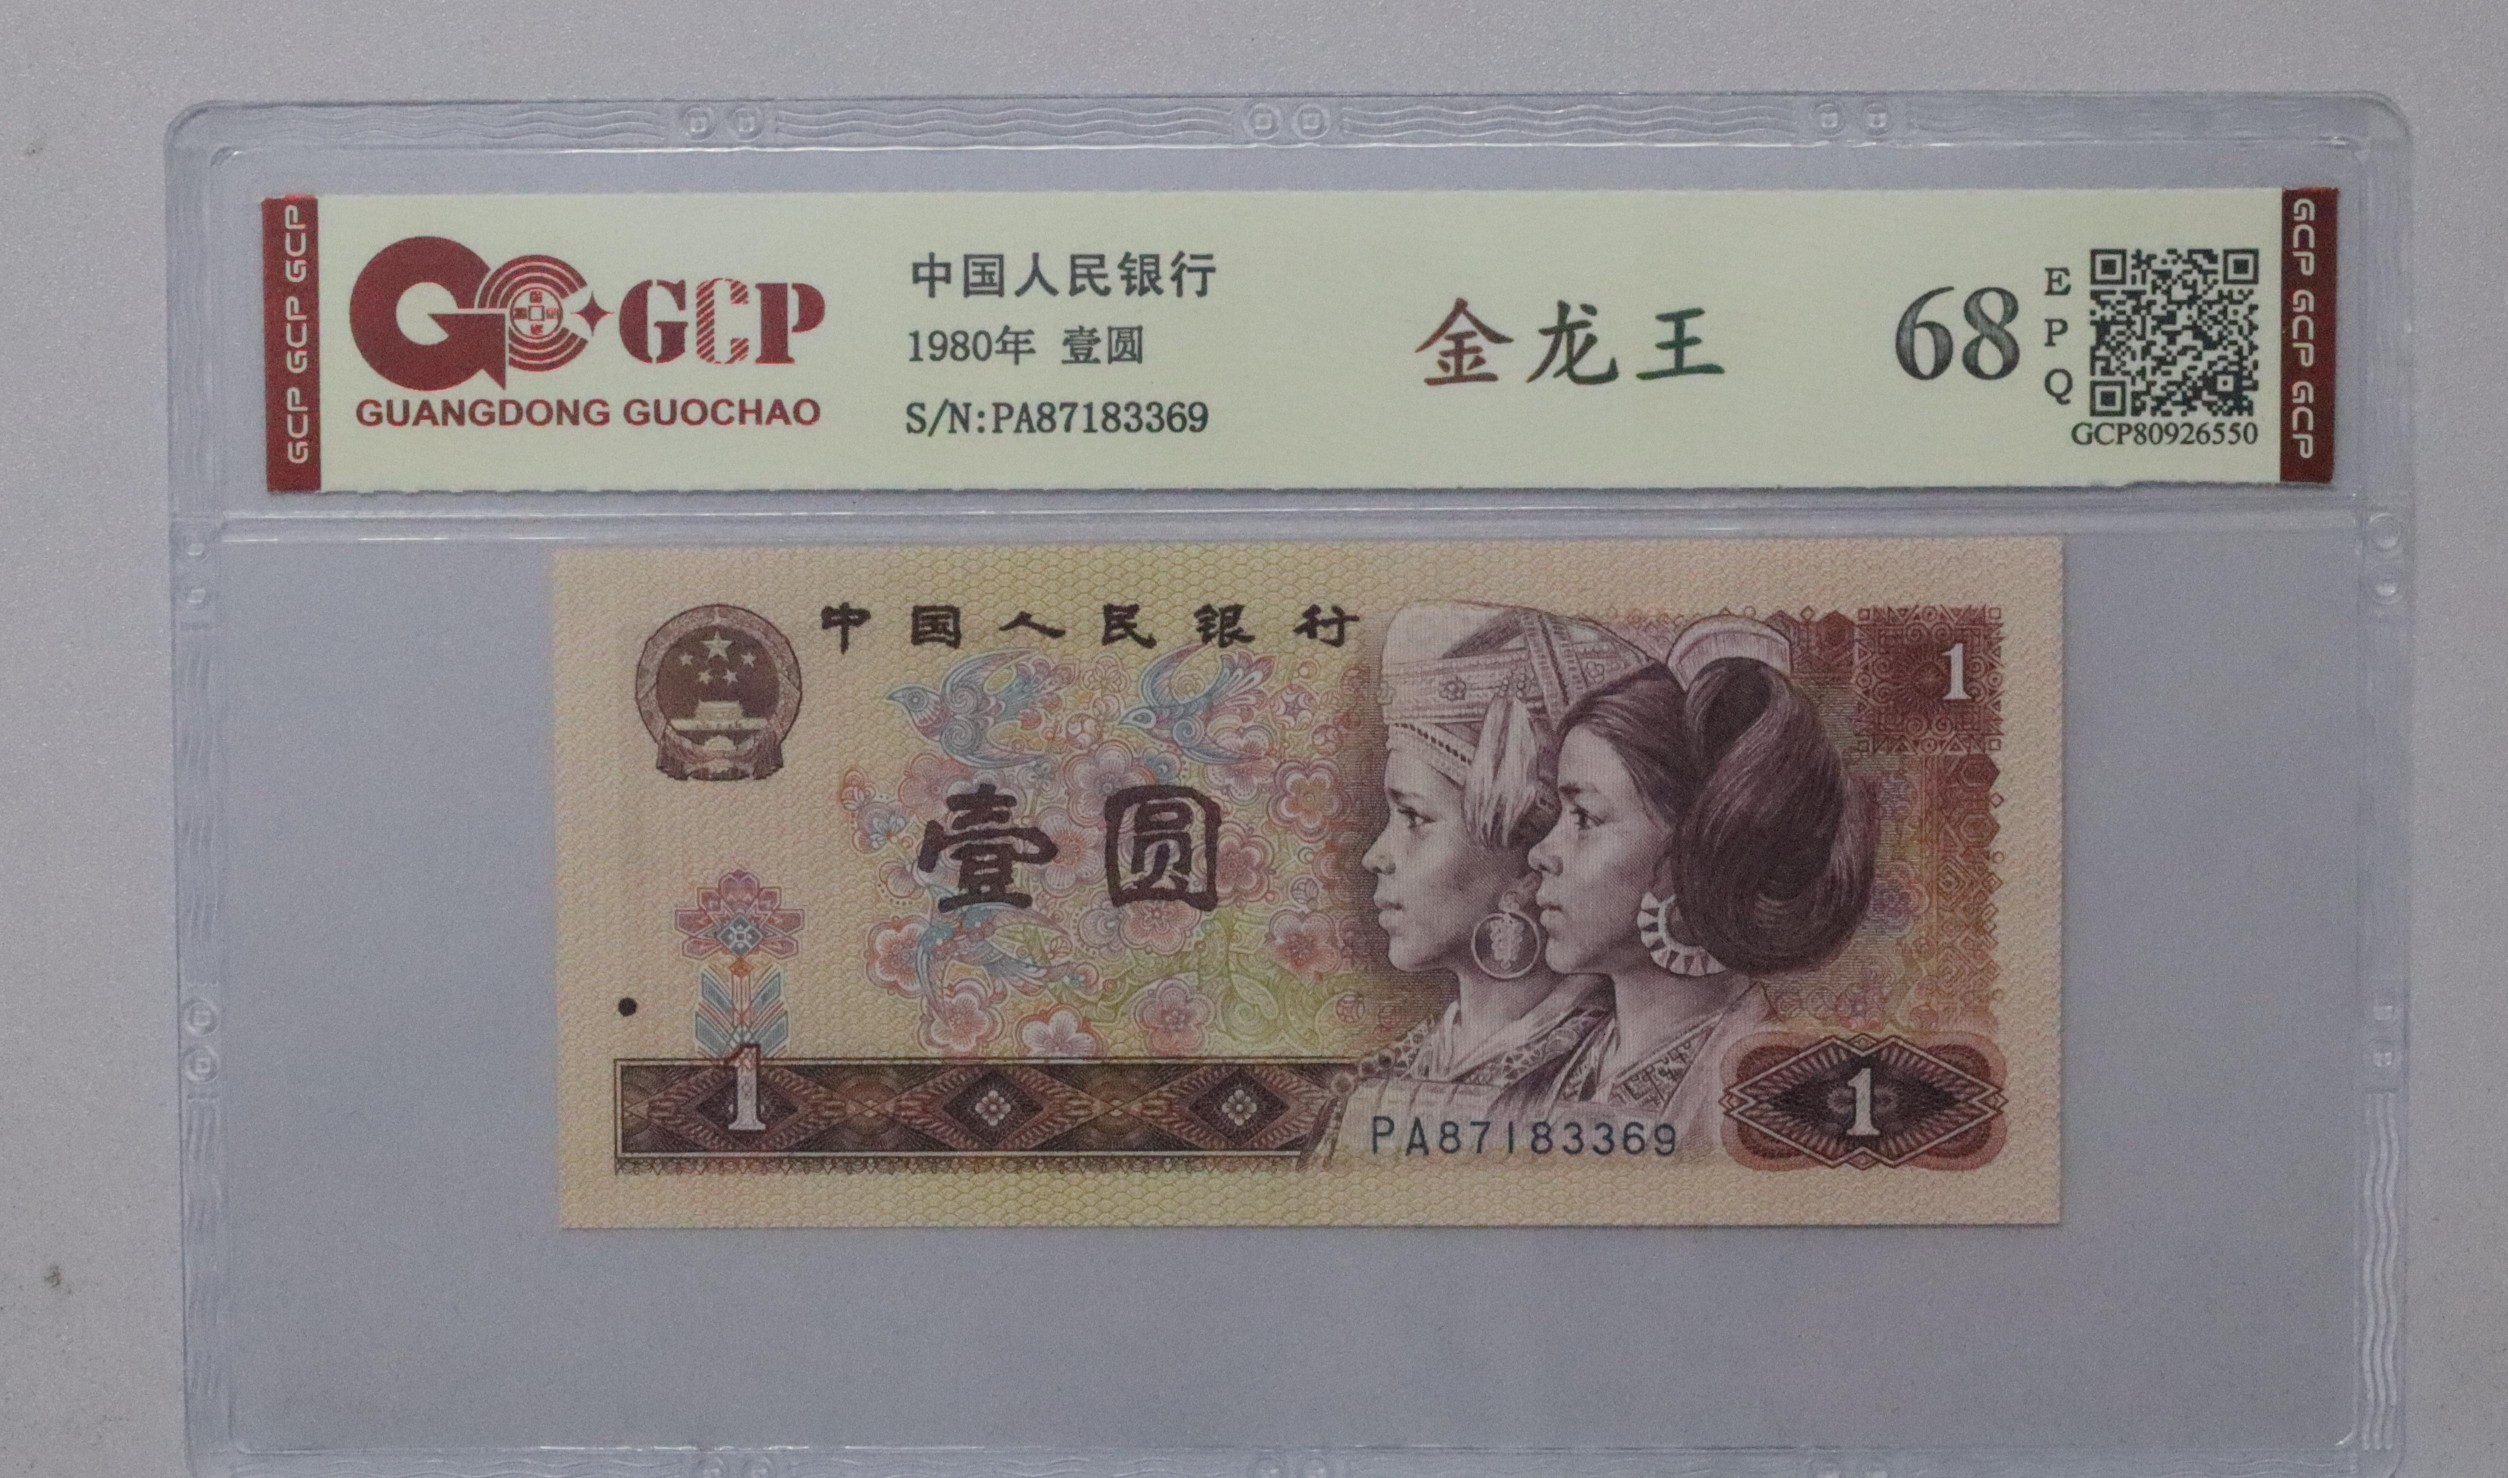 GCP GCP GCP
GCP
GUANGDONG GUOCHAO
中国人民银行
1980年 壹圆
S/N:PA87183369
金龙王
68
E
P
Q
GCP80926550
GCP GCP GCP
中国人民银行
1
壹圆
1
PA87183369
1